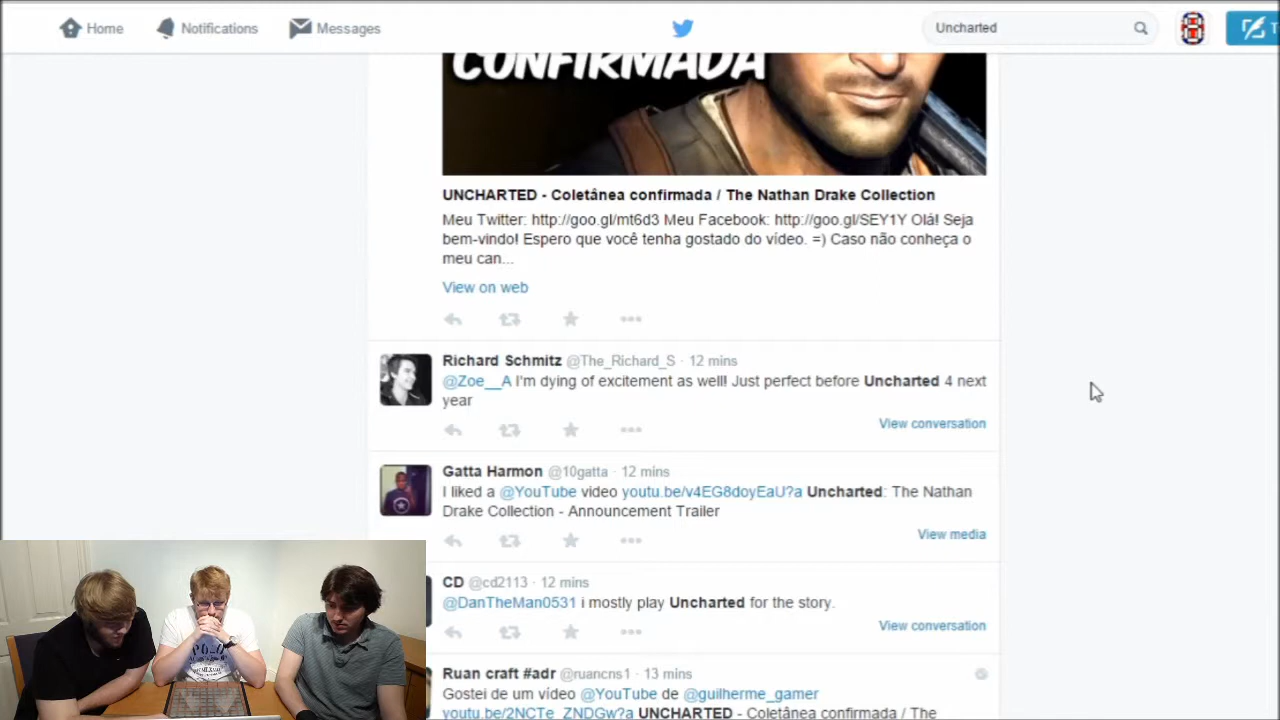 Home Notifications Messages Uncharted
CONFIRMADA
UNCHARTED - Coletânea confirmada / The Nathan Drake Collection
Meu Twitter: http://goo.gl/mt6d3 Meu Facebook: http://goo.gl/SEY1Y Olá! Seja
bem-vindo! Espero que você tenha gostado do vídeo. =) Caso não conheça o
meu can...
View on web
Richard Schmitz @The_Richard_S · 12 mins
@Zoe__A I'm dying of excitement as well! Just perfect before Uncharted 4 next
year
View conversation
Gatta Harmon @10gatta · 12 mins
I liked a @YouTube video youtu.be/v4EG8doyEaU?a Uncharted: The Nathan
Drake Collection - Announcement Trailer
View media
CD @cd2113 · 12 mins
@DanTheMan0531 i mostly play Uncharted for the story.
View conversation
Ruan craft #adr @ruancns1 · 13 mins
Gostei de um vídeo @YouTube de @guilherme_gamer
youtu.be/2NCTe_ZNDGw?a UNCHARTED - Coletânea confirmada / The
POLO